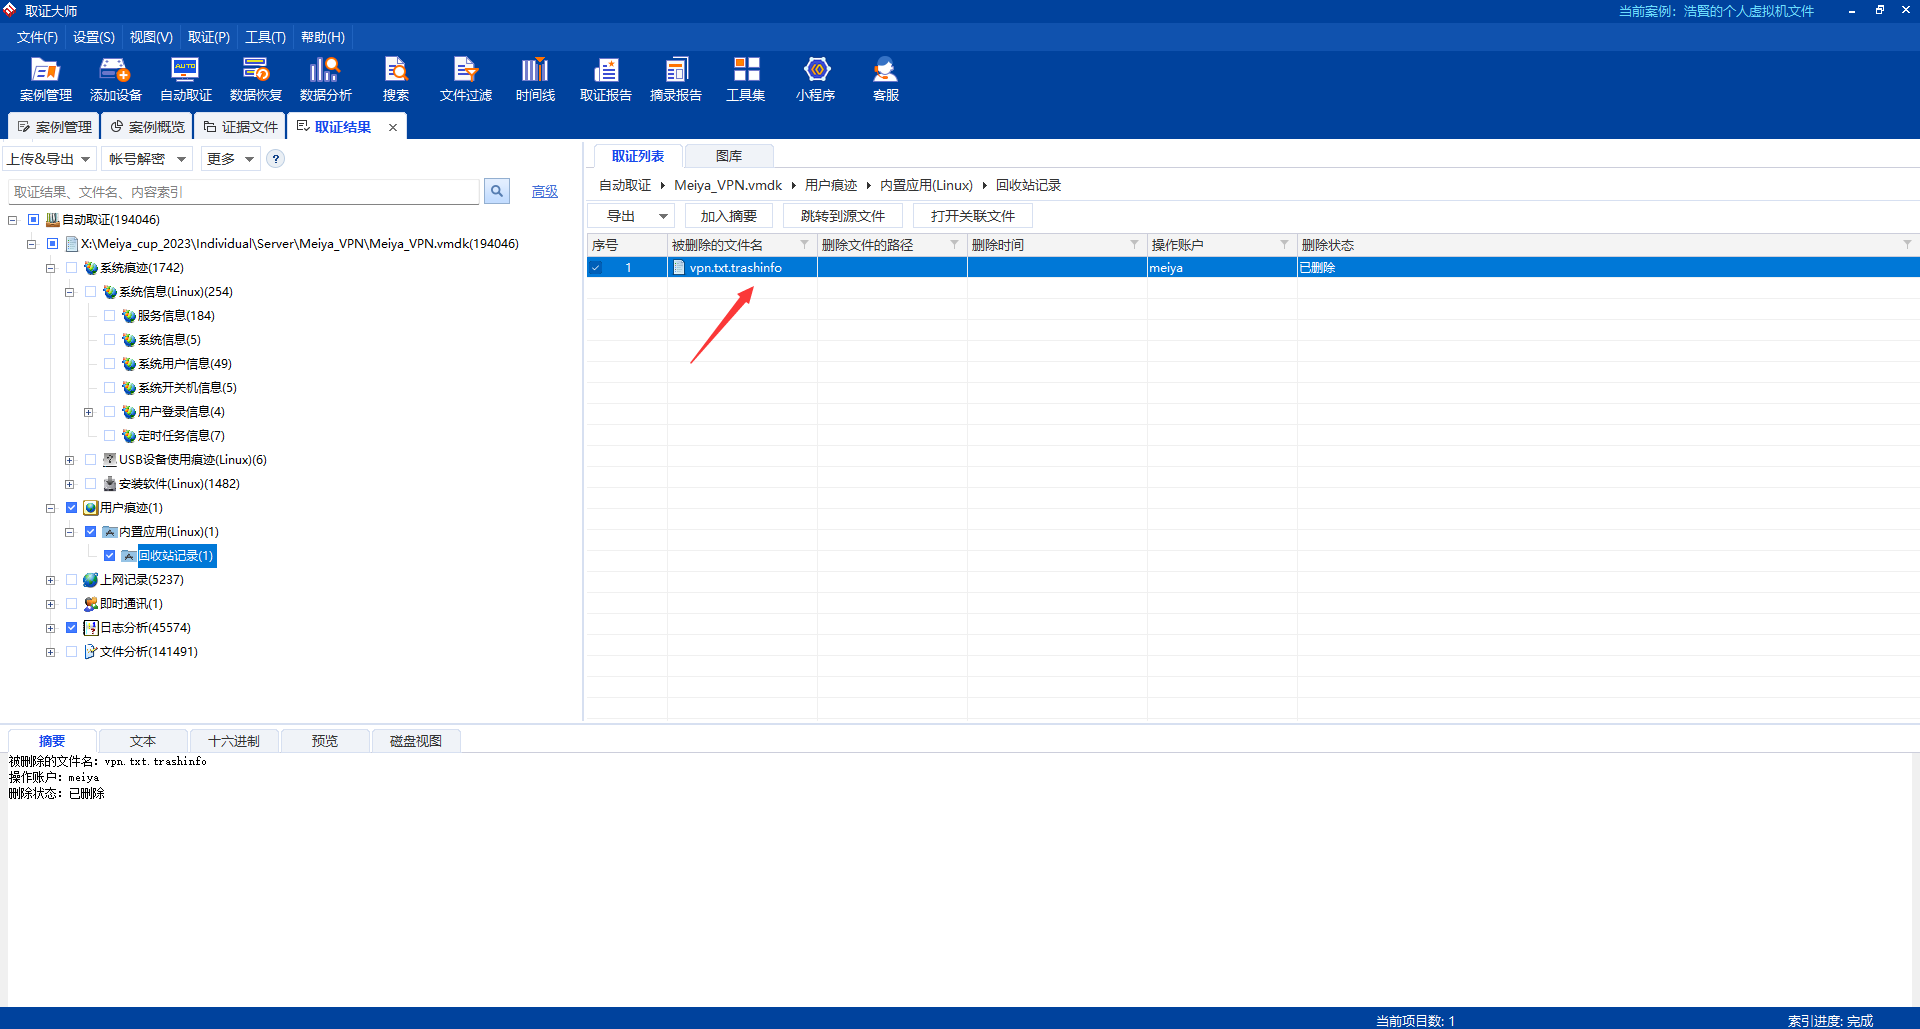 取证大师
当前案例：浩賢的个人虚拟机文件
文件(F) 设置(S) 视图(V) 取证(P) 工具(T) 帮助(H)
案例管理 添加设备 自动取证 数据恢复 数据分析 搜索 文件过滤 时间线 取证报告 摘录报告 工具集 小程序 客服
案例管理 案例概览 证据文件 取证结果
上传&导出 帐号解密 更多 ?
取证结果、文件名、内容索引 高级
自动取证(194046)
X:\Meiya_cup_2023\Individual\Server\Meiya_VPN\Meiya_VPN.vmdk(194046)
系统痕迹(1742)
系统信息(Linux)(254)
服务信息(184)
系统信息(5)
系统用户信息(49)
系统开关机信息(5)
用户登录信息(4)
定时任务信息(7)
USB设备使用痕迹(Linux)(6)
安装软件(Linux)(1482)
用户痕迹(1)
内置应用(Linux)(1)
回收站记录(1)
上网记录(5237)
即时通讯(1)
日志分析(45574)
文件分析(141491)
取证列表 图库
自动取证 Meiya_VPN.vmdk 用户痕迹 内置应用(Linux) 回收站记录
导出 加入摘要 跳转到源文件 打开关联文件
序号 被删除的文件名 删除文件的路径 删除时间 操作账户 删除状态
1 vpn.txt.trashinfo meiya 已删除
摘要 文本 十六进制 预览 磁盘视图
被删除的文件名: vpn.txt.trashinfo
操作账户: meiya
删除状态: 已删除
当前项目数: 1
索引进度: 完成